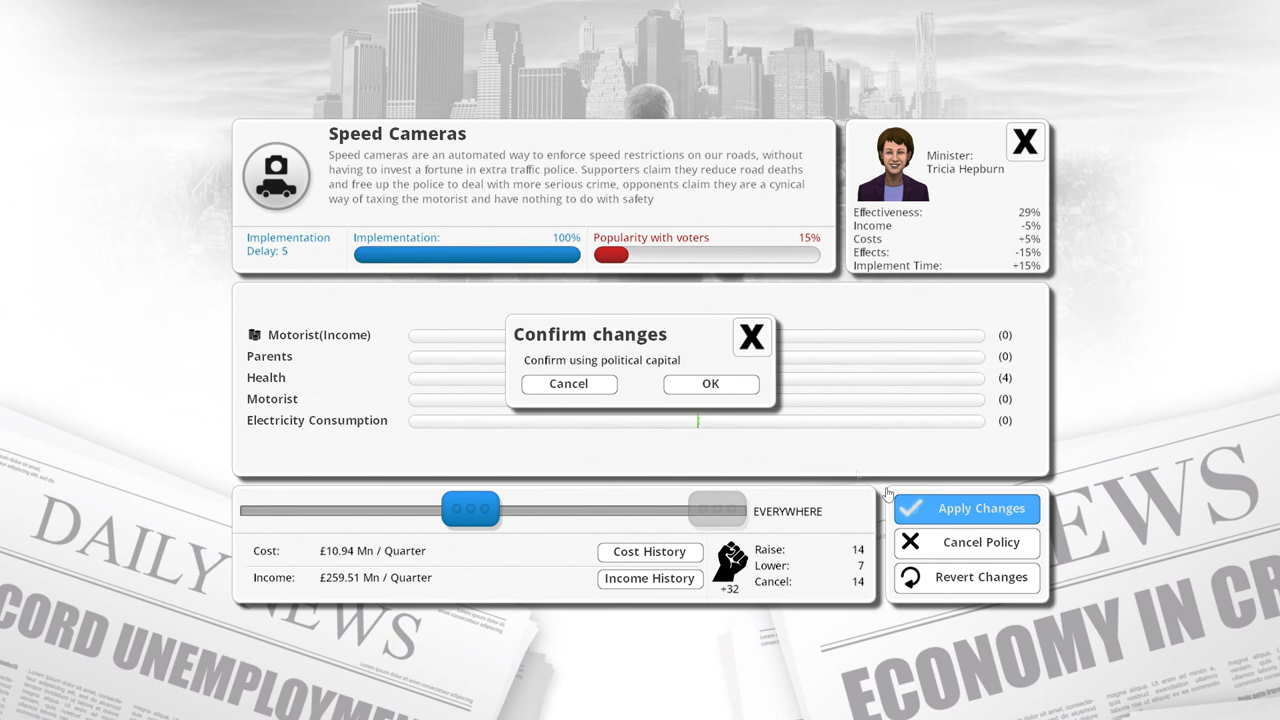 Speed Cameras
Speed cameras are an automated way to enforce speed restrictions on our roads, without
having to invest a fortune in extra traffic police. Supporters claim they reduce road deaths
and free up the police to deal with more serious crime, opponents claim they are a cynical
way of taxing the motorist and have nothing to do with safety
Implementation
Delay: 5
Implementation: 100%
Popularity with voters 15%
X
Minister:
Tricia Hepburn
Effectiveness: 29%
Income -5%
Costs +5%
Effects: -15%
Implement Time: +15%
Motorist(Income) (0)
Parents (0)
Health (4)
Motorist (0)
Electricity Consumption (0)
Confirm changes
X
Confirm using political capital
Cancel
OK
EVERYWHERE
Cost: £10.94 Mn / Quarter
Cost History
Income: £259.51 Mn / Quarter
Income History
+32
Raise: 14
Lower: 7
Cancel: 14
Apply Changes
Cancel Policy
Revert Changes
DAILY NEWS
CORD UNEMPLOYME
EWS
ECONOMY IN CR